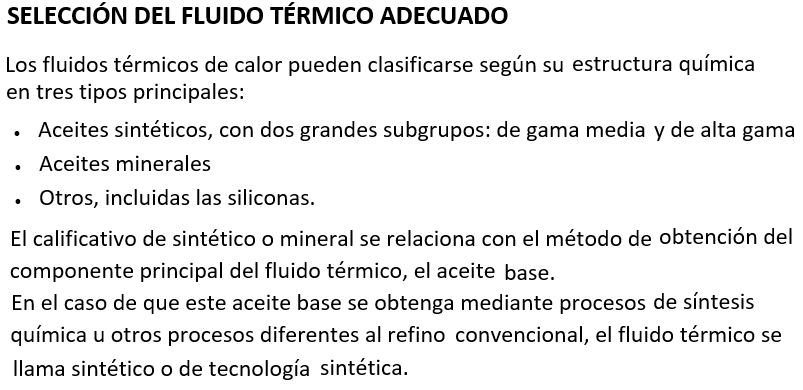 SELECCIÓN DEL FLUIDO TÉRMICO ADECUADO
Los fluidos térmicos de calor pueden clasificarse según su estructura química
en tres tipos principales:
• Aceites sintéticos, con dos grandes subgrupos: de gama media y de alta gama
• Aceites minerales
• Otros, incluidas las siliconas.
El calificativo de sintético o mineral se relaciona con el método de obtención del
componente principal del fluido térmico, el aceite base.
En el caso de que este aceite base se obtenga mediante procesos de síntesis
química u otros procesos diferentes al refino convencional, el fluido térmico se
llama sintético o de tecnología sintética.